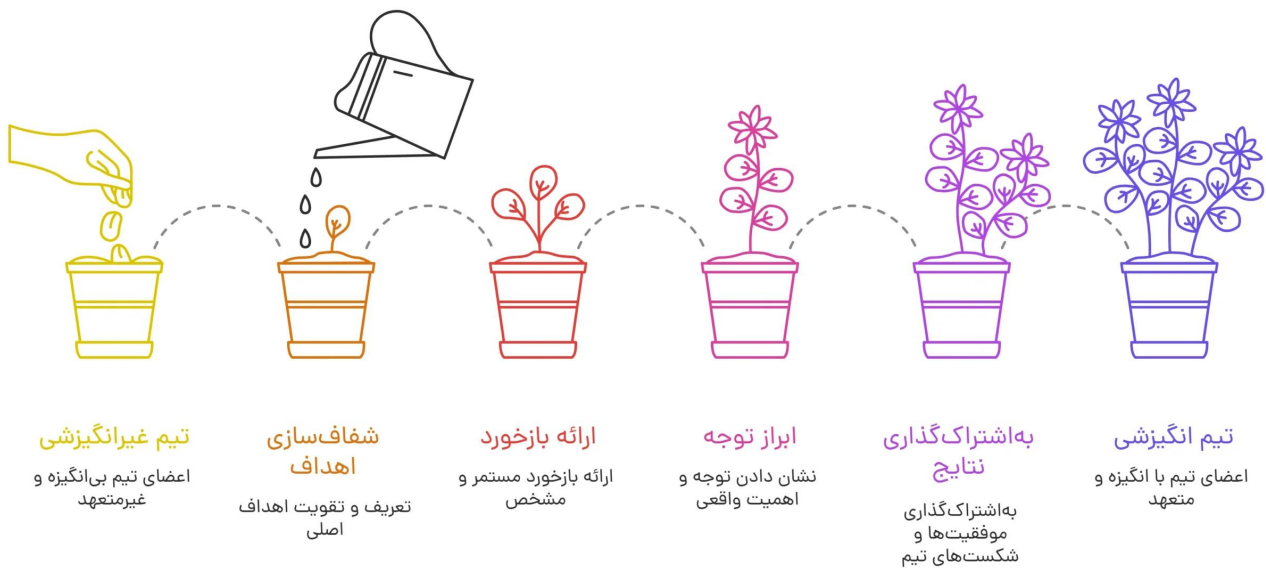 تیم غیرانگیزشی
اعضای تیم بی‌انگیزه و
غیرمتعهد
شفاف‌سازی
اهداف
تعریف و تقویت اهداف
اصلی
ارائه بازخورد
ارائه بازخورد مستمر و
مشخص
ابراز توجه
نشان دادن توجه و
اهمیت واقعی
به‌اشتراک‌گذاری
نتایج
به‌اشتراک‌گذاری
موفقیت‌ها و
شکست‌های تیم
تیم انگیزشی
اعضای تیم با انگیزه و
متعهد